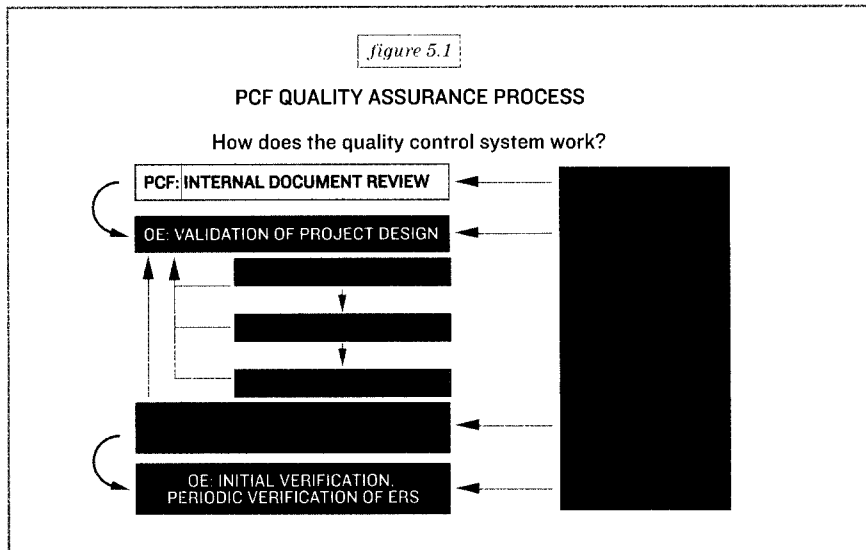 figure 5.1
PCF QUALITY ASSURANCE PROCESS
How does the quality control system work?
PCF: INTERNAL DOCUMENT REVIEW
OE: VALIDATION OF PROJECT DESIGN
OE: INITIAL VERIFICATION,
PERIODIC VERIFICATION OF ERS